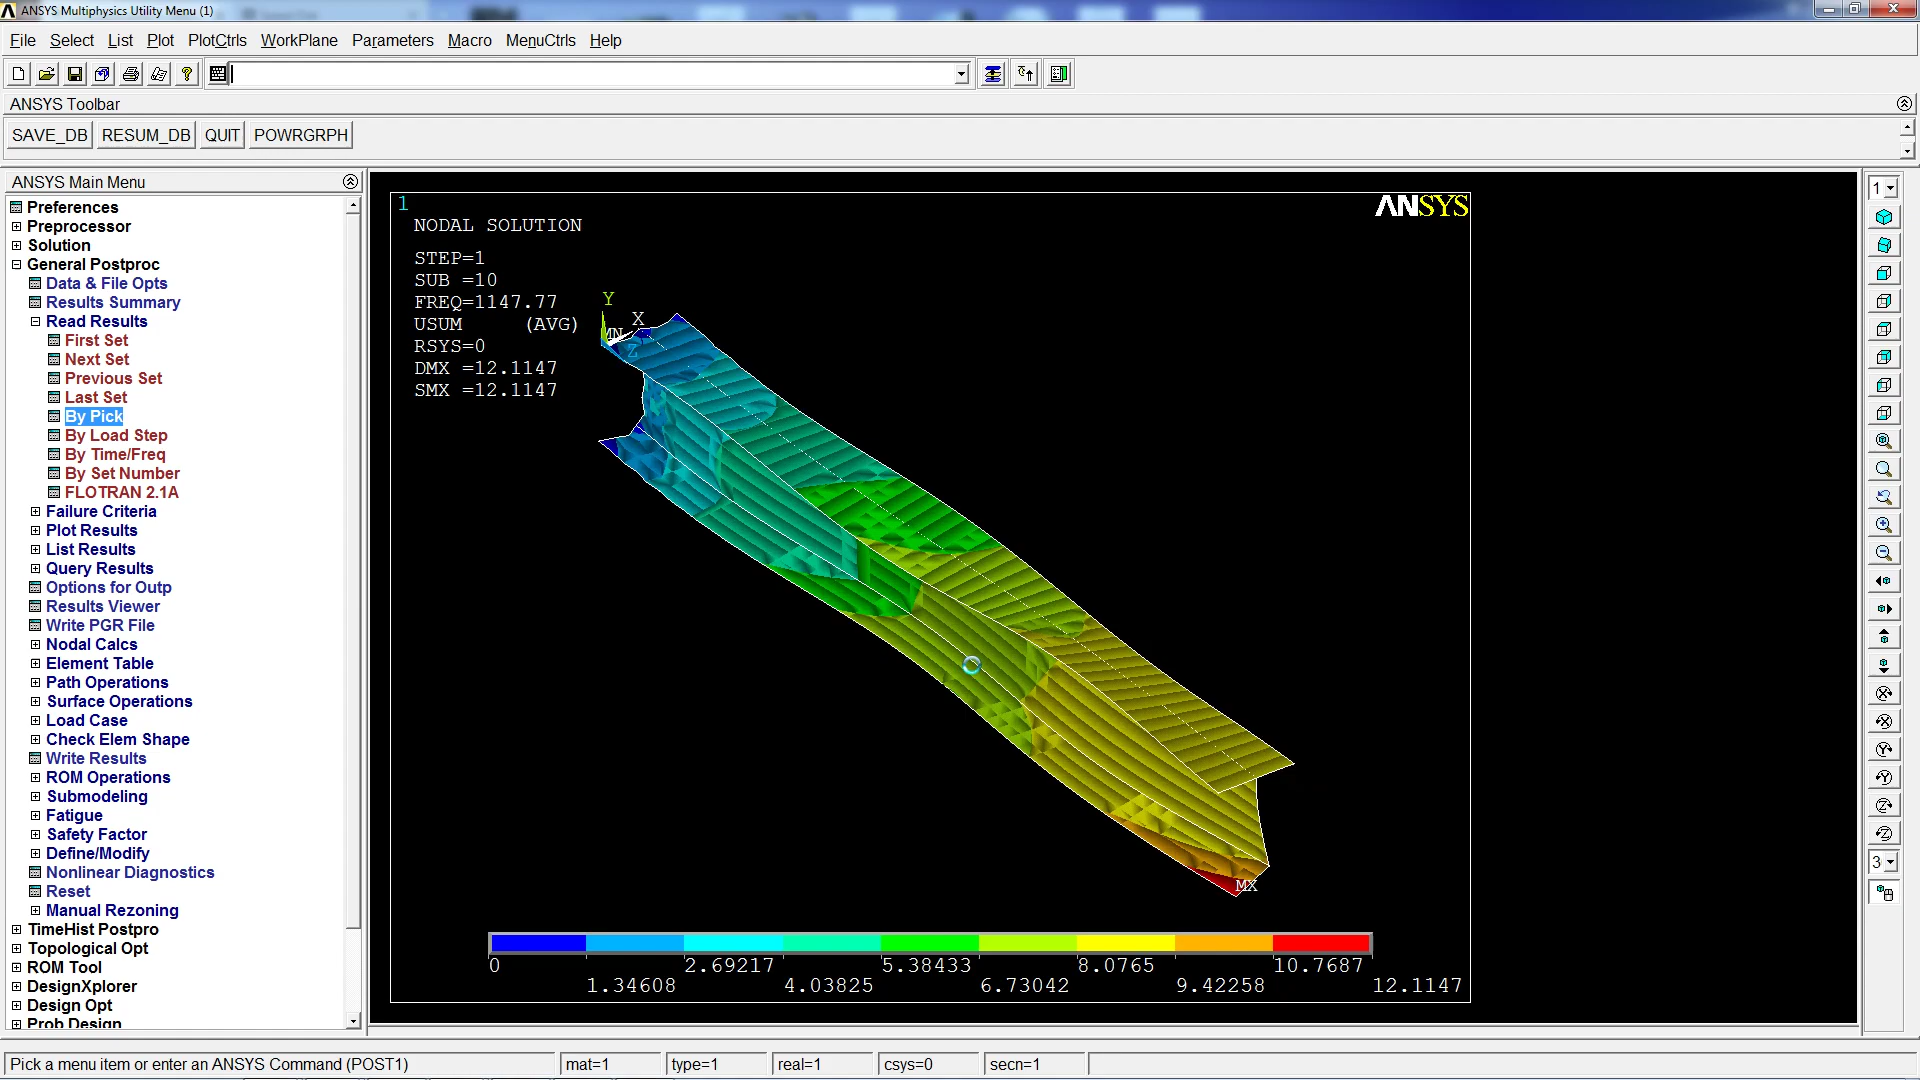 ANSYS Multiphysics Utility Menu (1)
File Select List Plot PlotCtrls WorkPlane Parameters Macro MenuCtrls Help
ANSYS Toolbar
SAVE_DB RESUM_DB QUIT POWRGRPH
ANSYS Main Menu
Preferences
Preprocessor
Solution
General Postproc
Data & File Opts
Results Summary
Read Results
First Set
Next Set
Previous Set
Last Set
By Pick
By Load Step
By Time/Freq
By Set Number
FLOTRAN 2.1A
Failure Criteria
Plot Results
List Results
Query Results
Options for Outp
Results Viewer
Write PGR File
Nodal Calcs
Element Table
Path Operations
Surface Operations
Load Case
Check Elem Shape
Write Results
ROM Operations
Submodeling
Fatigue
Safety Factor
Define/Modify
Nonlinear Diagnostics
Reset
Manual Rezoning
TimeHist Postpro
Topological Opt
ROM Tool
DesignXplorer
Design Opt
Prob Design
1
ANSYS
NODAL SOLUTION
STEP=1
SUB =10
FREQ=1147.77
USUM (AVG)
RSYS=0
DMX =12.1147
SMX =12.1147
Y
X
MN
Z
MX
0 2.69217 5.38433 8.0765 10.7687
1.34608 4.03825 6.73042 9.42258 12.1147
1
3
Pick a menu item or enter an ANSYS Command (POST1) mat=1 type=1 real=1 csys=0 secn=1